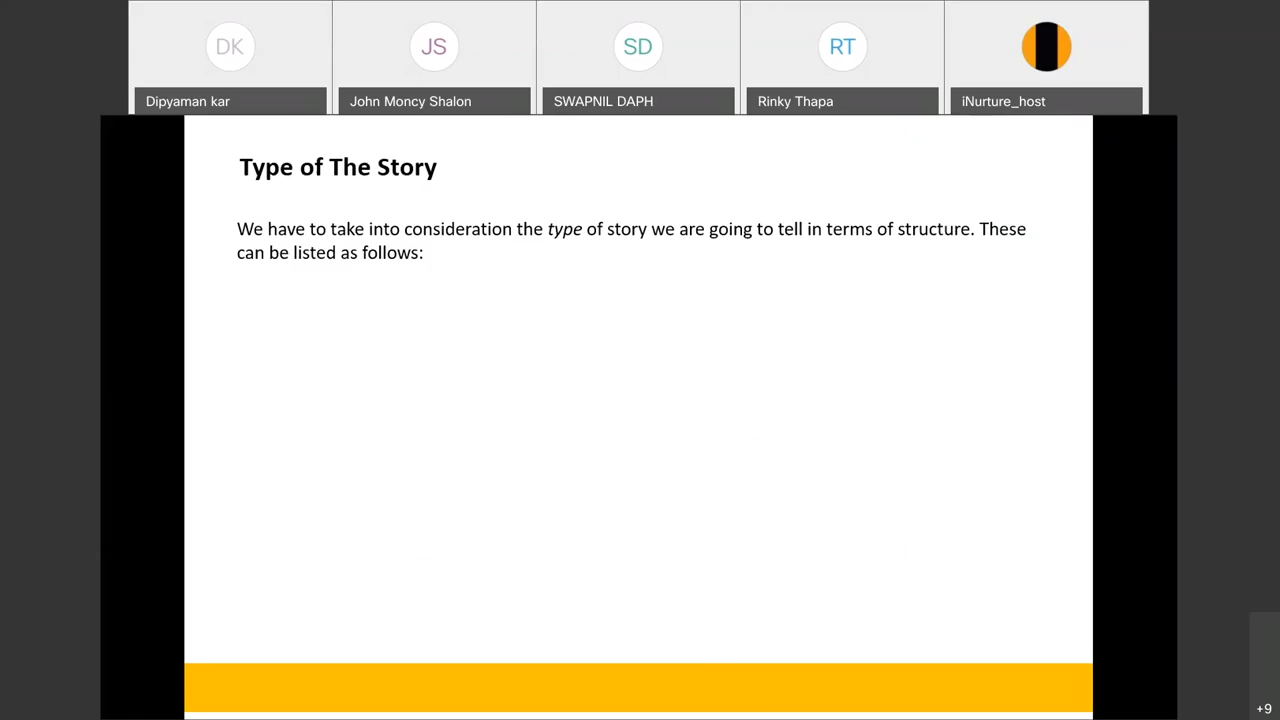 DK
JS
SD
RT
Dipyaman kar
John Moncy Shalon
SWAPNIL DAPH
Rinky Thapa
iNurture_host
Type of The Story
We have to take into consideration the type of story we are going to tell in terms of structure. These
can be listed as follows:
+9